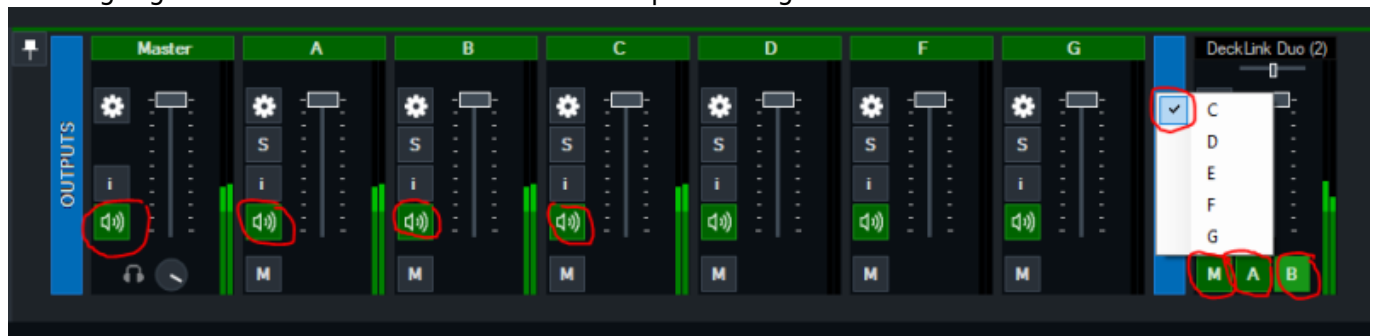 OUTPUTS
Master A B C D F G DeckLink Duo (2)
S S S S S S
i i i i i i i
M M M M M M
C
D
E
F
G
M A B